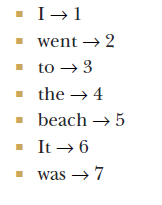 ▪ I → 1
▪ went → 2
▪ to → 3
▪ the → 4
▪ beach → 5
▪ It → 6
▪ was → 7